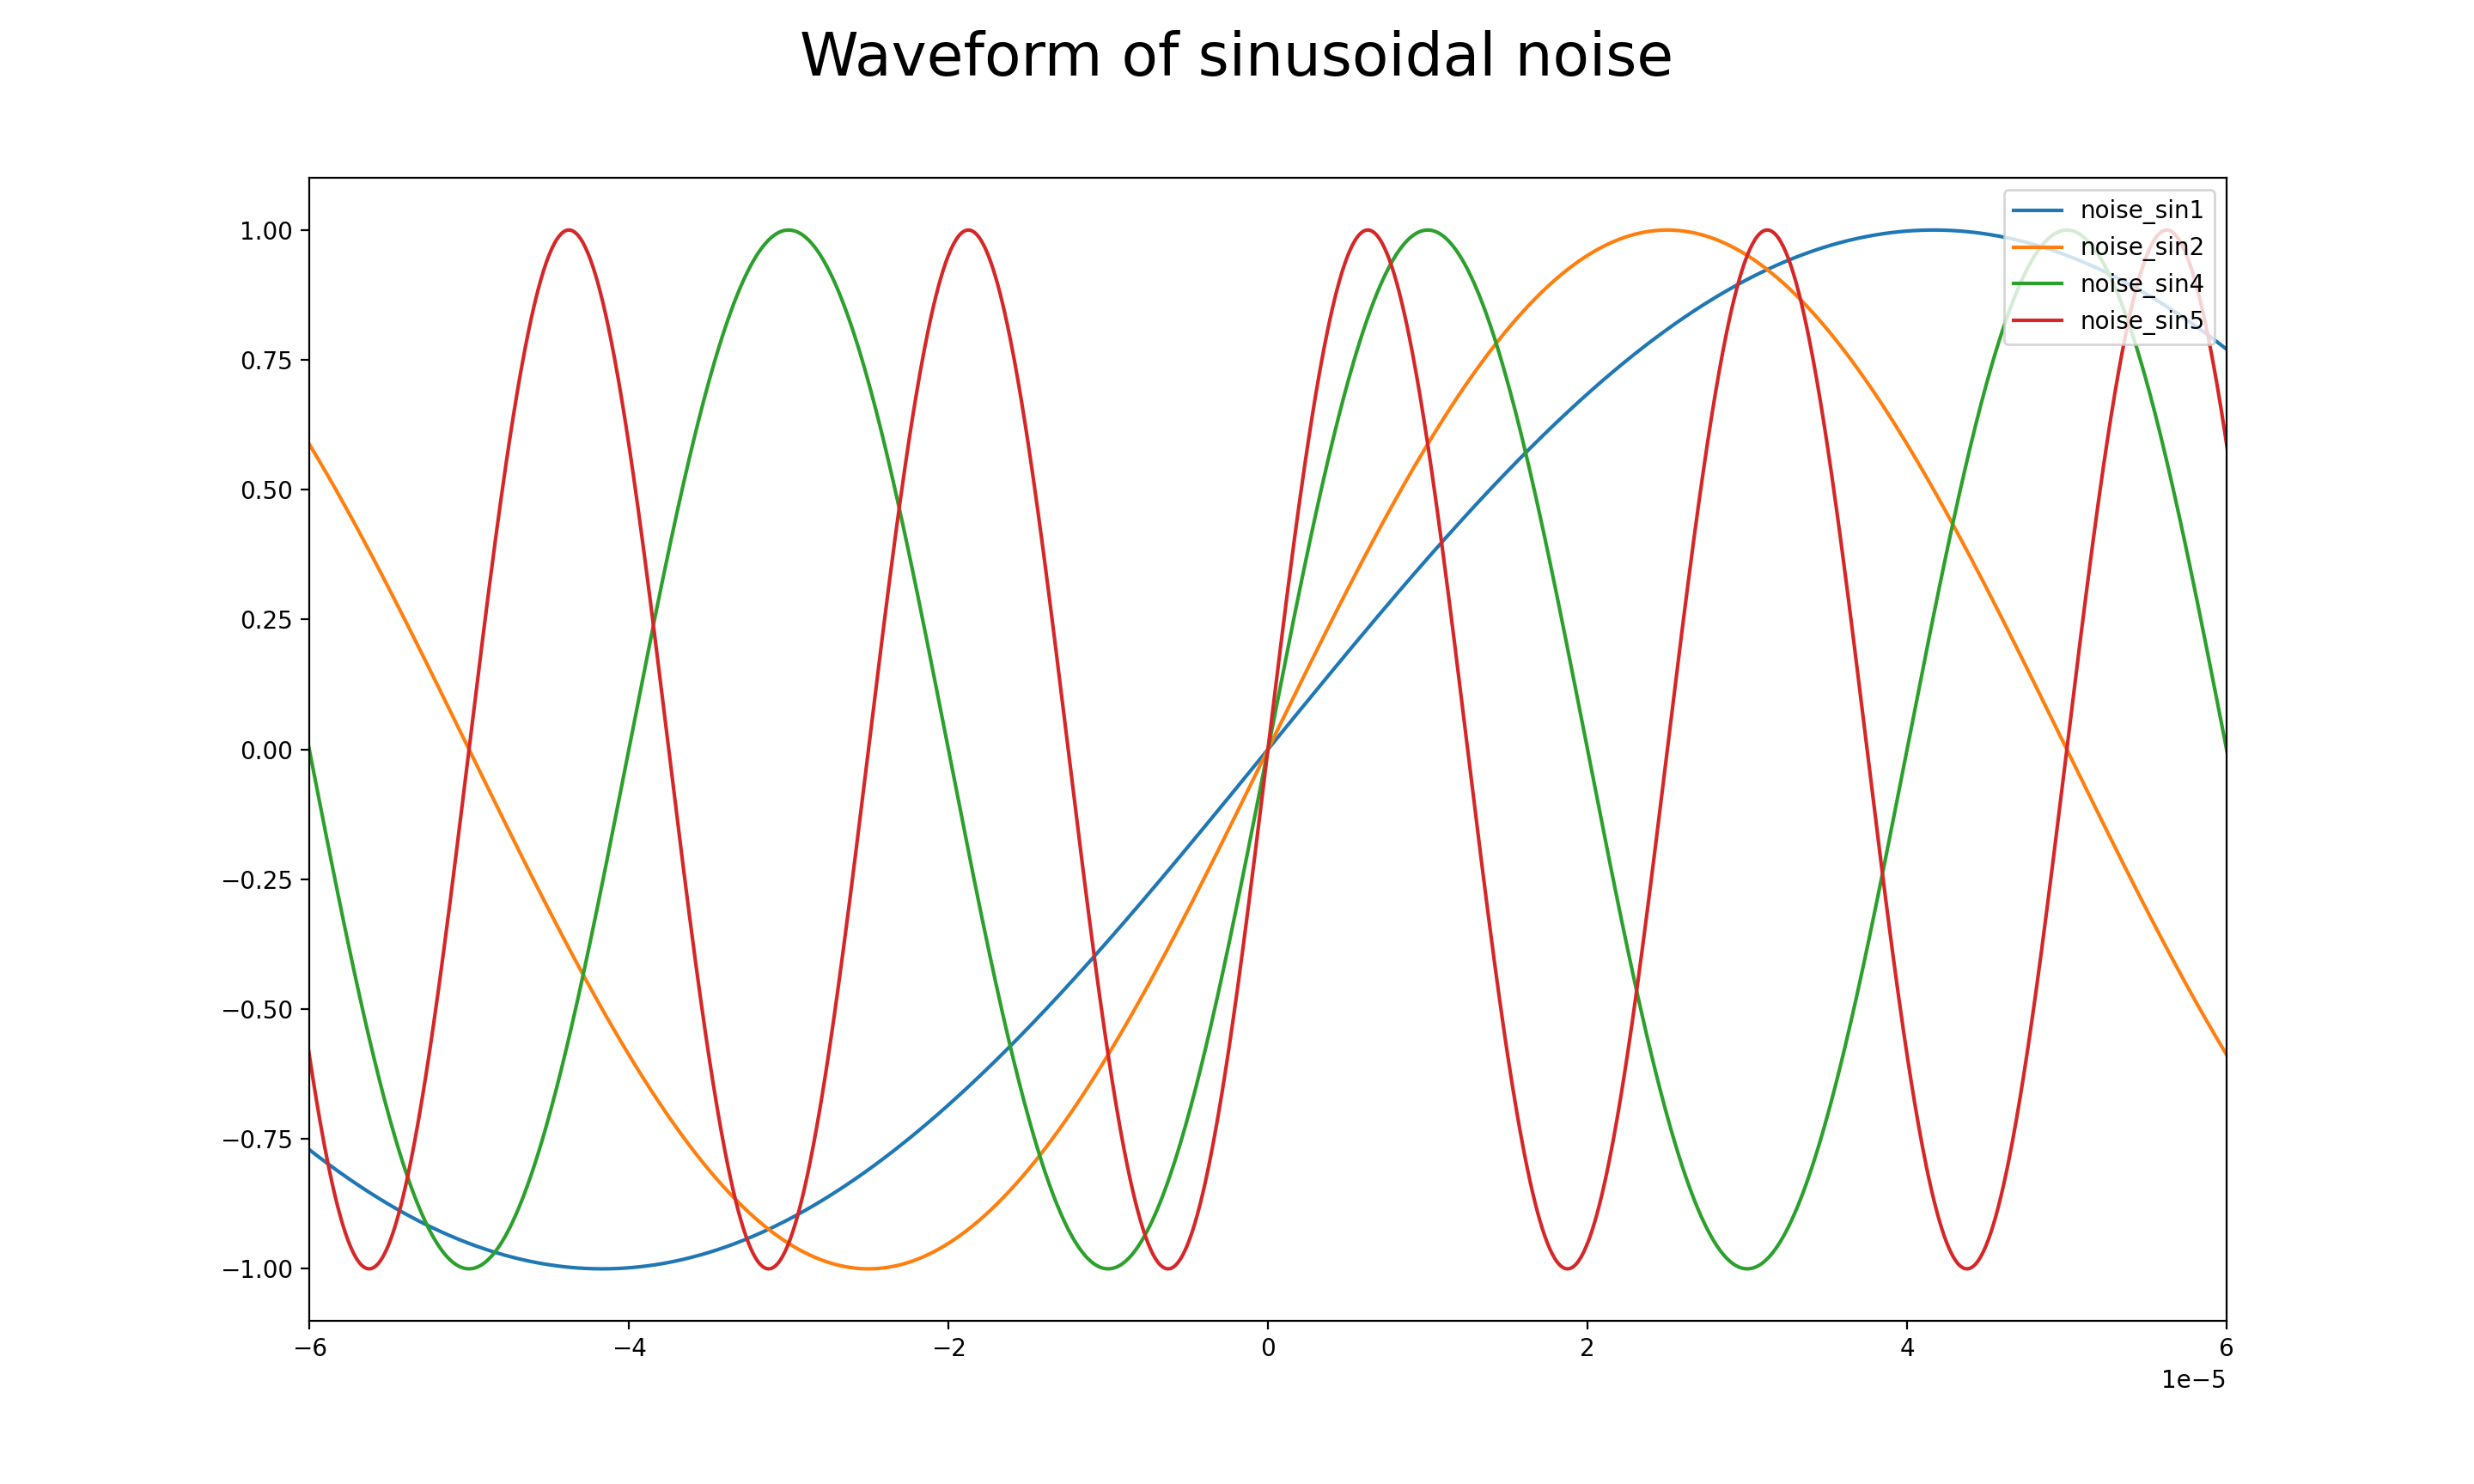 Waveform of sinusoidal noise
noise_sin1
noise_sin2
noise_sin4
noise_sin5
1.00
0.75
0.50
0.25
0.00
−0.25
−0.50
−0.75
−1.00
−6 −4 −2 0 2 4 6
1e−5